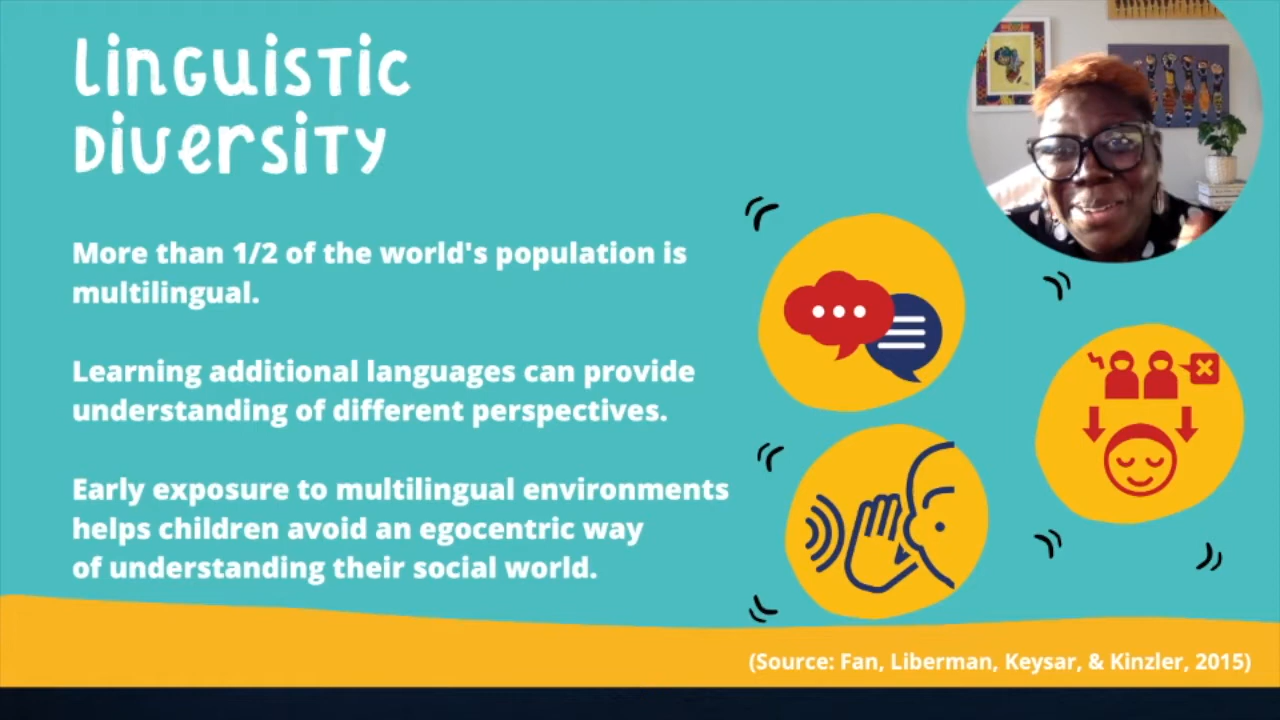 Linguistic
Diversity
More than 1/2 of the world's population is
multilingual.
Learning additional languages can provide
understanding of different perspectives.
Early exposure to multilingual environments
helps children avoid an egocentric way
of understanding their social world.
(Source: Fan, Liberman, Keysar, & Kinzler, 2015)